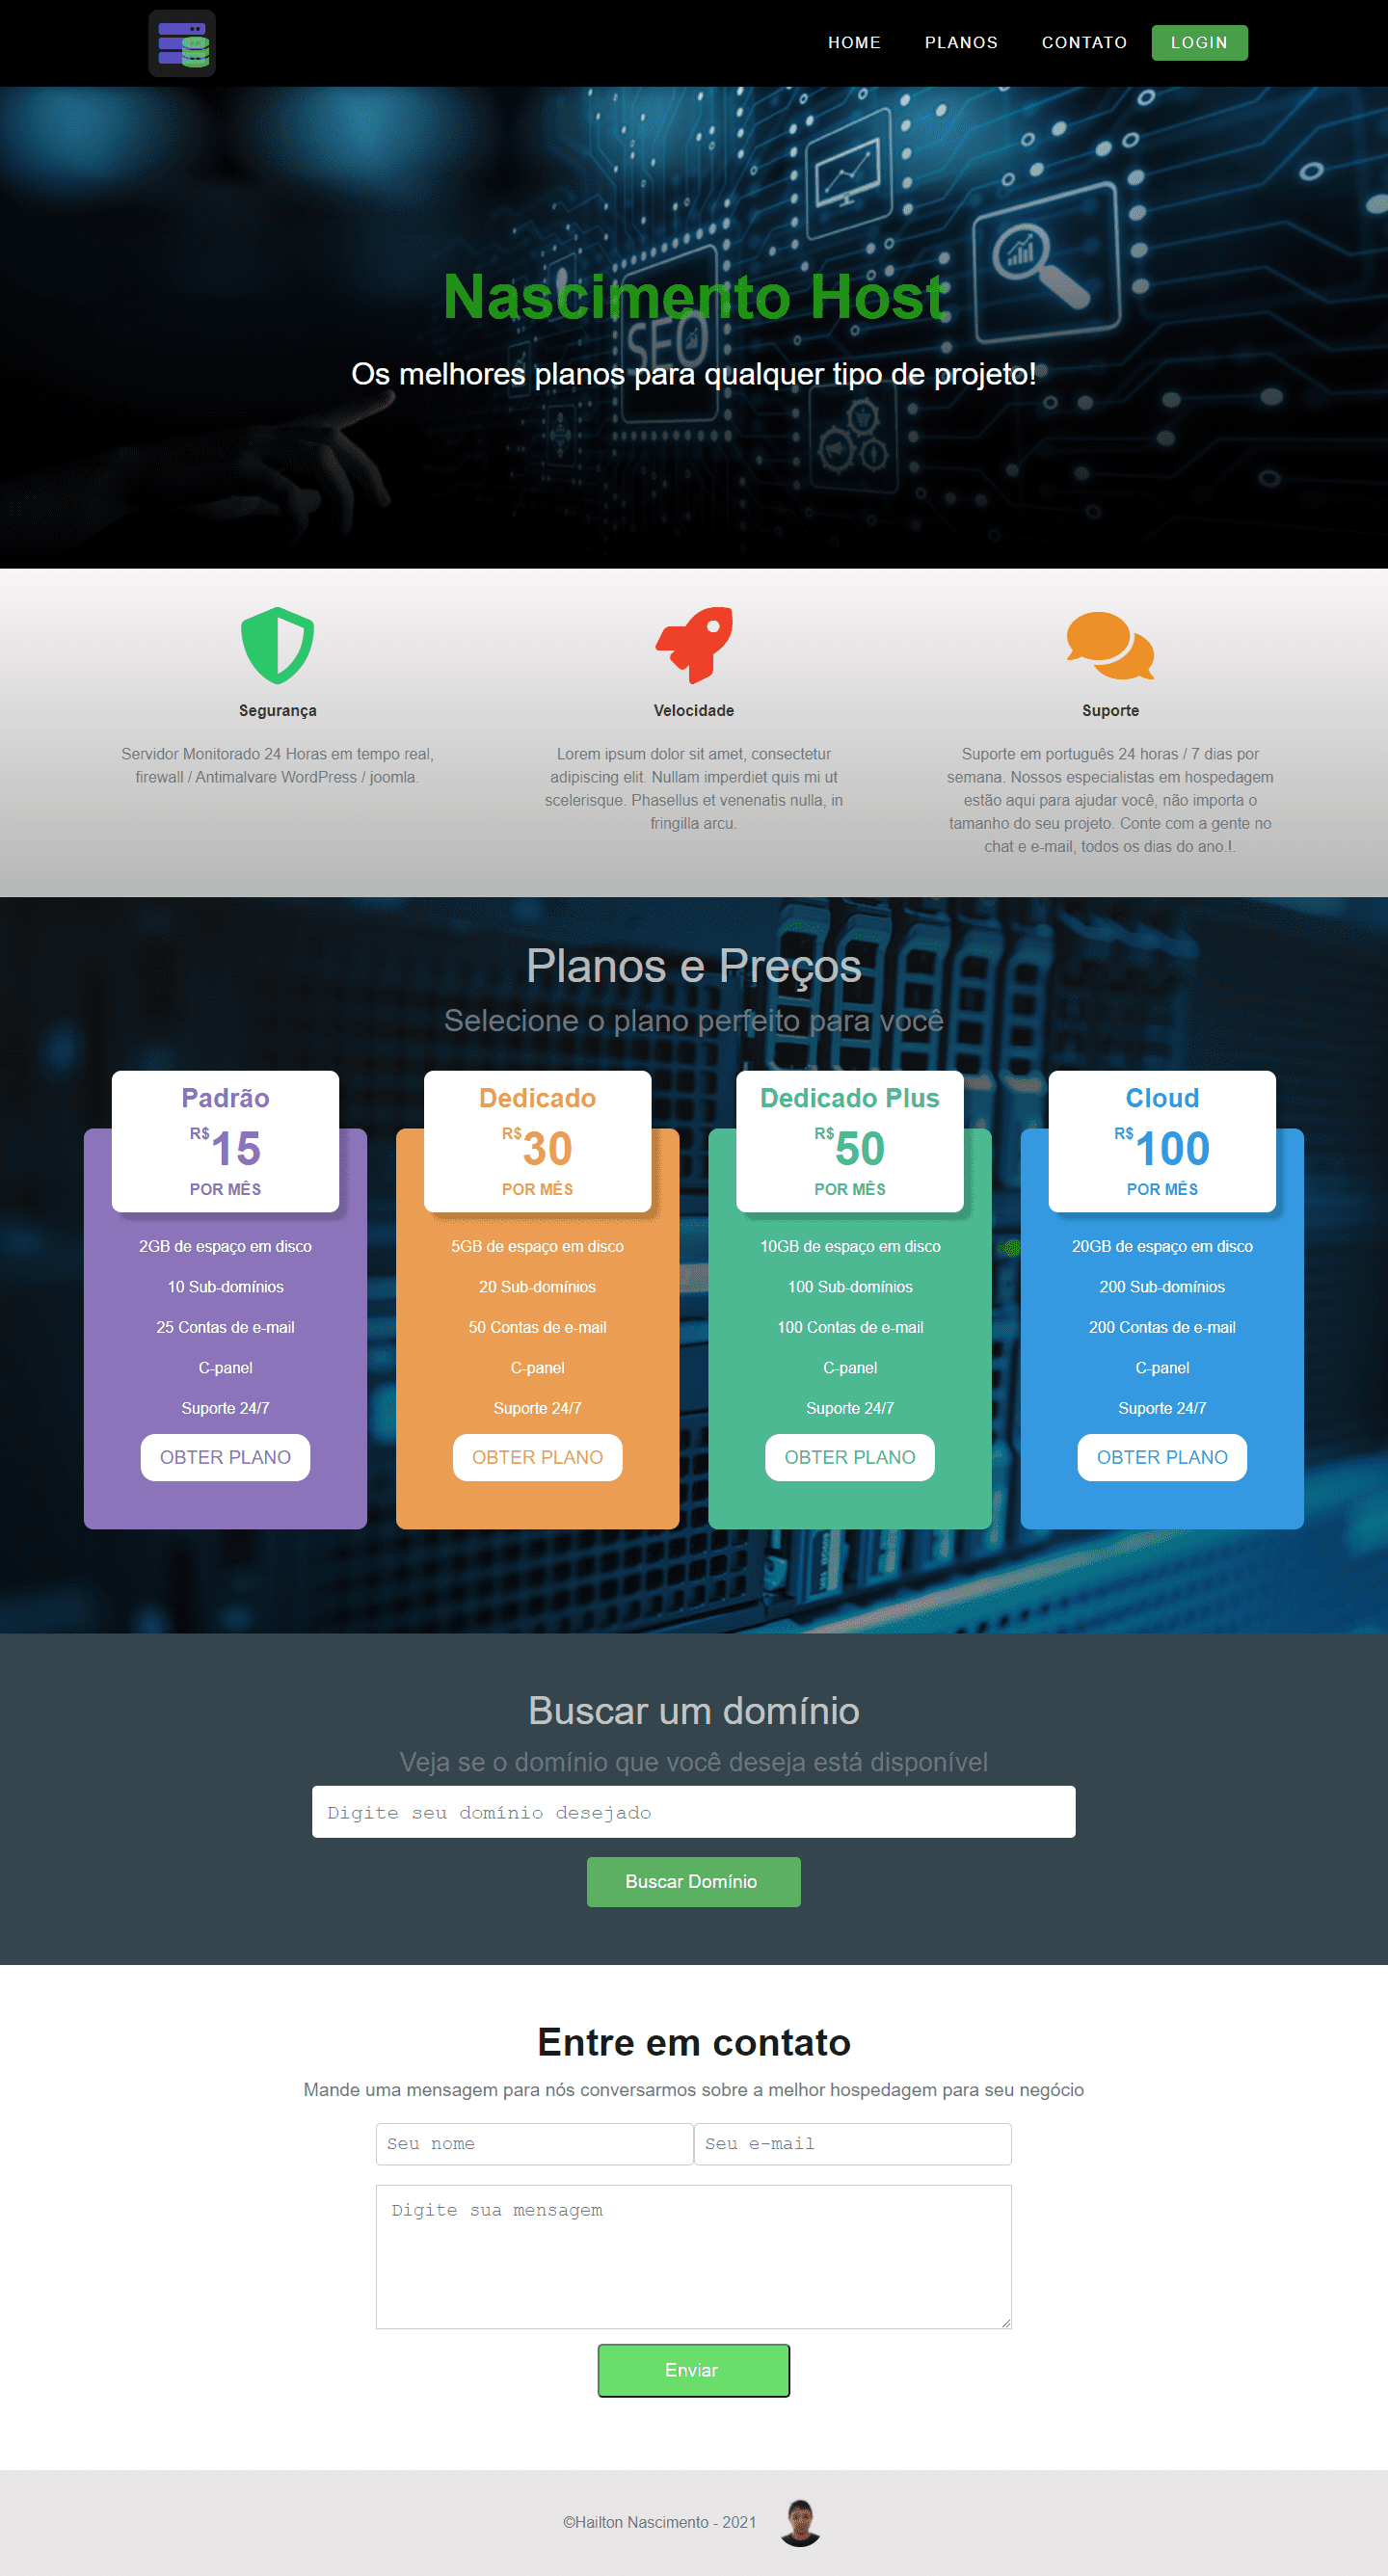 HOME PLANOS CONTATO LOGIN
Nascimento Host
SEO
Os melhores planos para qualquer tipo de projeto!
Segurança
Servidor Monitorado 24 Horas em tempo real,
firewall / Antimalvare WordPress / joomla.
Velocidade
Lorem ipsum dolor sit amet, consectetur
adipiscing elit. Nullam imperdiet quis mi ut
scelerisque. Phasellus et venenatis nulla, in
fringilla arcu.
Suporte
Suporte em português 24 horas / 7 dias por
semana. Nossos especialistas em hospedagem
estão aqui para ajudar você, não importa o
tamanho do seu projeto. Conte com a gente no
chat e e-mail, todos os dias do ano.!.
Planos e Preços
Selecione o plano perfeito para você
Padrão
R$15
POR MÊS
2GB de espaço em disco
10 Sub-domínios
25 Contas de e-mail
C-panel
Suporte 24/7
OBTER PLANO
Dedicado
R$30
POR MÊS
5GB de espaço em disco
20 Sub-domínios
50 Contas de e-mail
C-panel
Suporte 24/7
OBTER PLANO
Dedicado Plus
R$50
POR MÊS
10GB de espaço em disco
100 Sub-domínios
100 Contas de e-mail
C-panel
Suporte 24/7
OBTER PLANO
Cloud
R$100
POR MÊS
20GB de espaço em disco
200 Sub-domínios
200 Contas de e-mail
C-panel
Suporte 24/7
OBTER PLANO
Buscar um domínio
Veja se o domínio que você deseja está disponível
Digite seu domínio desejado
Buscar Domínio
Entre em contato
Mande uma mensagem para nós conversarmos sobre a melhor hospedagem para seu negócio
Seu nome
Seu e-mail
Digite sua mensagem
Enviar
©Hailton Nascimento - 2021